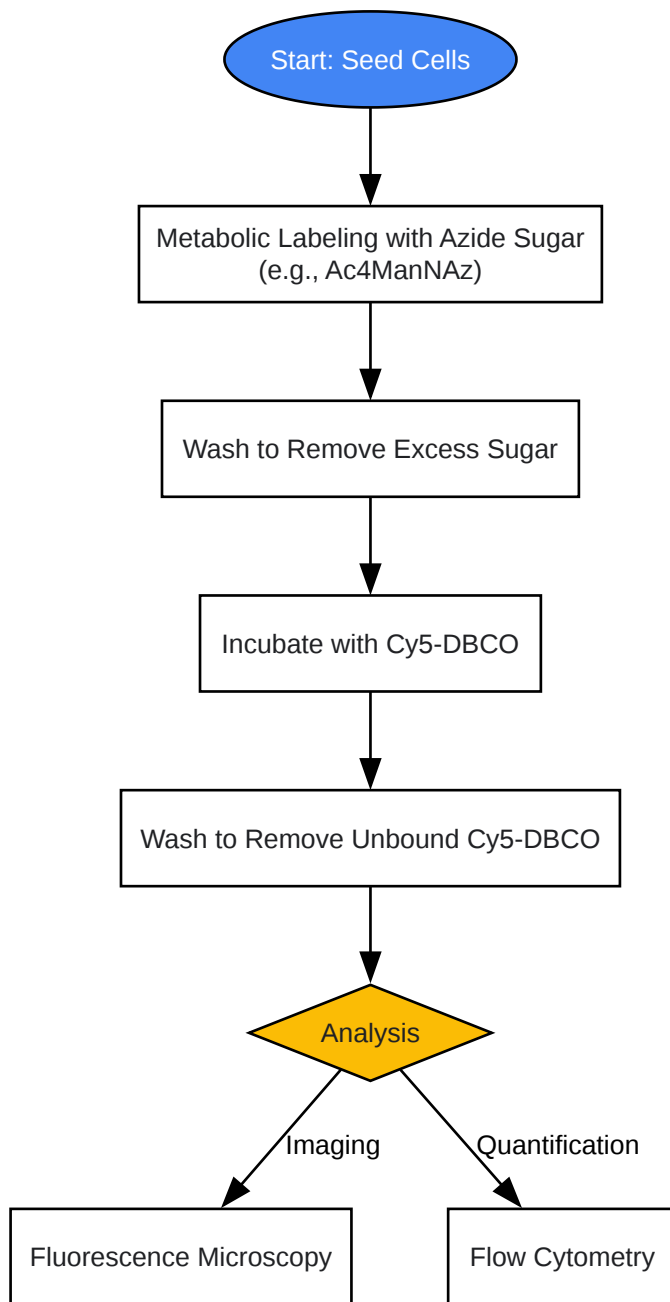 Start: Seed Cells
Metabolic Labeling with Azide Sugar
(e.g., Ac4ManNAz)
Wash to Remove Excess Sugar
Incubate with Cy5-DBCO
Wash to Remove Unbound Cy5-DBCO
Analysis
Imaging
Quantification
Fluorescence Microscopy
Flow Cytometry